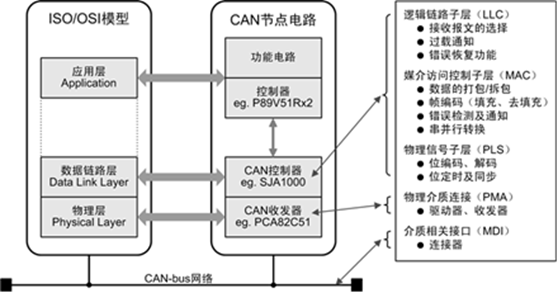 ISO/OSI模型
应用层
Application
数据链路层
Data Link Layer
物理层
Physical Layer
CAN节点电路
功能电路
控制器
eg. P89V51Rx2
CAN控制器
eg. SJA1000
CAN收发器
eg. PCA82C51
CAN-bus网络
逻辑链路子层（LLC）
● 接收报文的选择
● 过载通知
● 错误恢复功能
媒介访问控制子层（MAC）
● 数据的打包/拆包
● 帧编码（填充、去填充）
● 错误检测及通知
● 串并行转换
物理信号子层（PLS）
● 位编码、解码
● 位定时及同步
物理介质连接（PMA）
● 驱动器、收发器
介质相关接口（MDI）
● 连接器